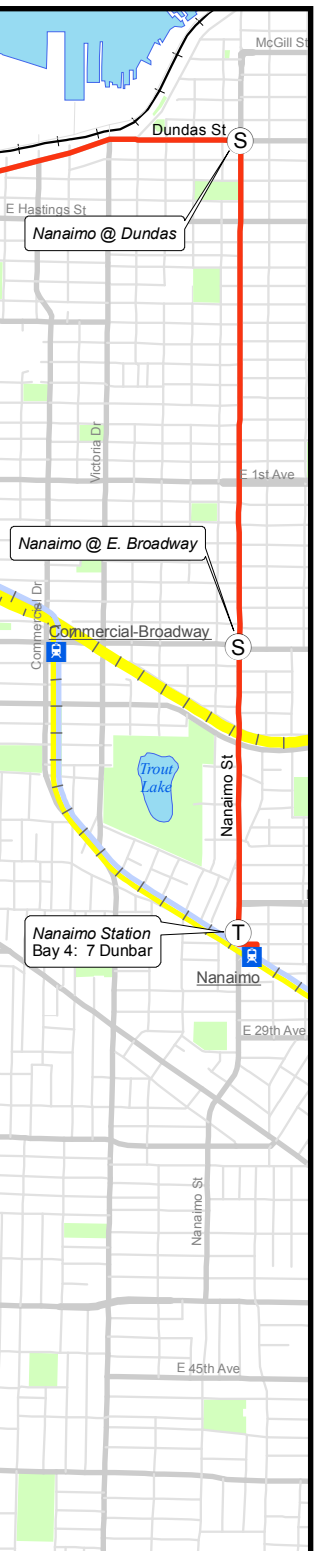 McGill St
Dundas St
S
E Hastings St
Nanaimo @ Dundas
Victoria Dr
E 1st Ave
Nanaimo @ E. Broadway
Commercial Dr
Commercial-Broadway
S
Trout
Lake
Nanaimo St
Nanaimo Station
Bay 4: 7 Dunbar
T
Nanaimo
E 29th Ave
Nanaimo St
E 45th Ave